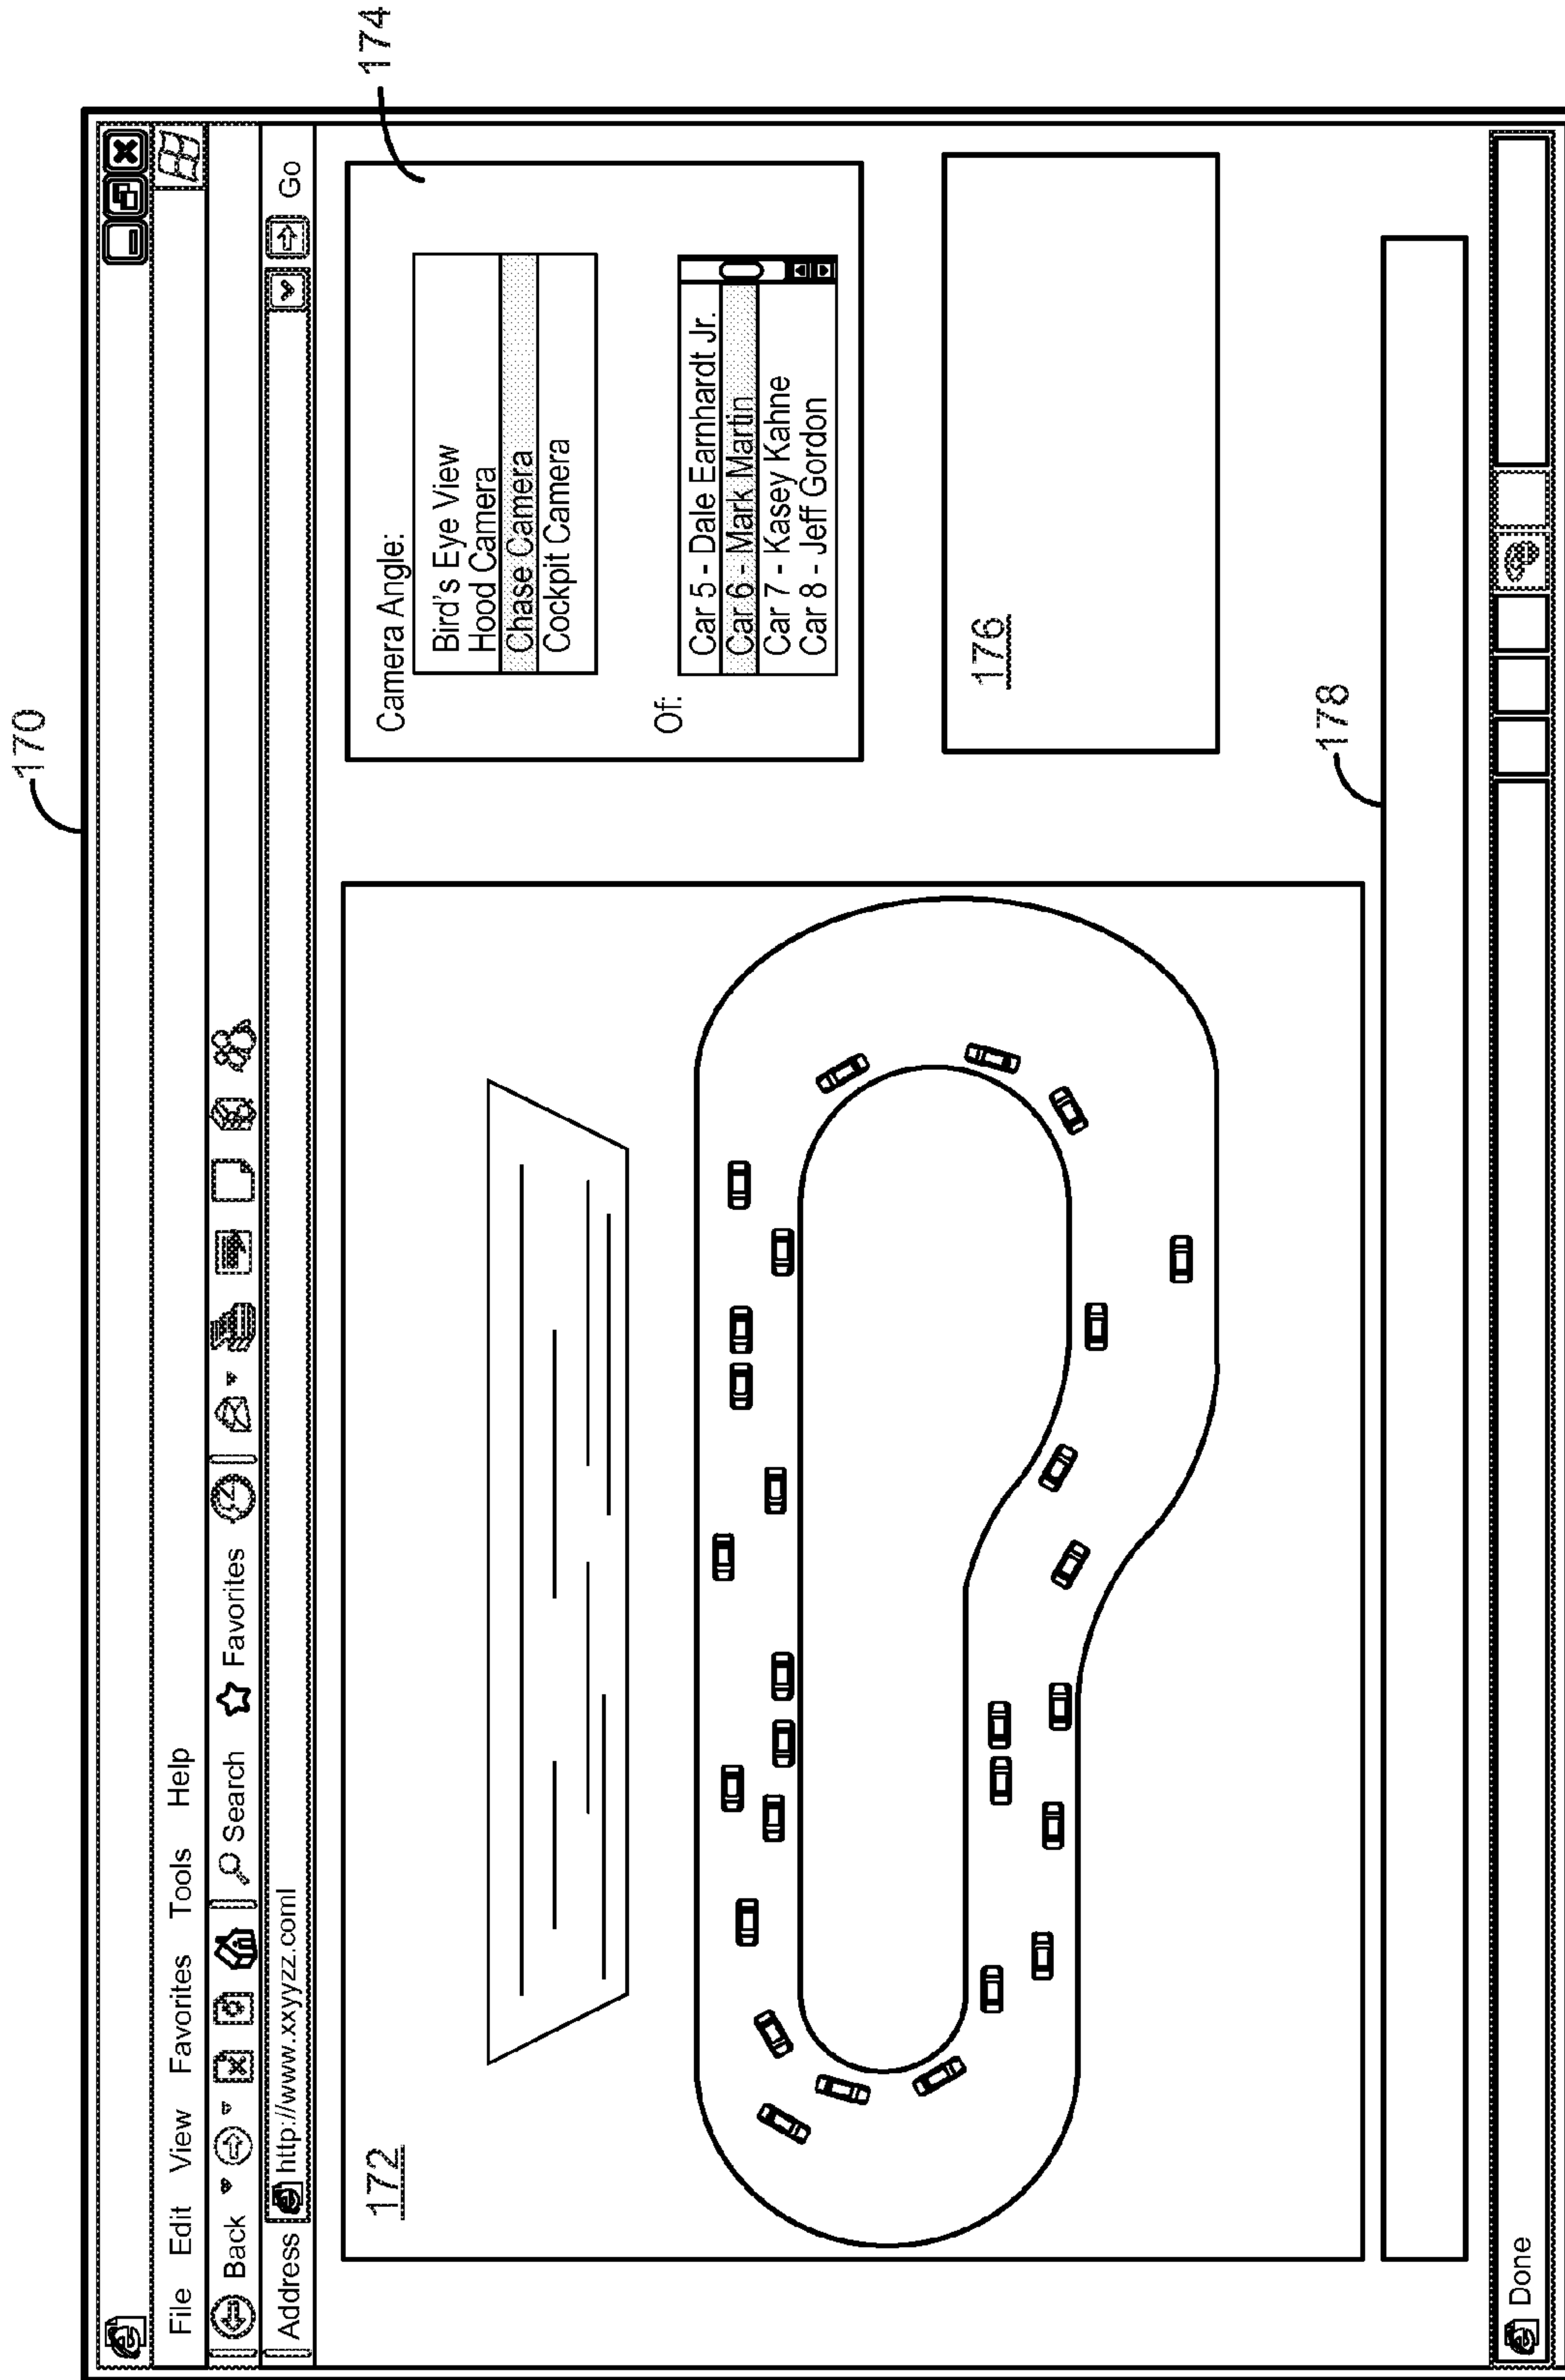 170
File Edit View Favorites Tools Help
Back Search Favorites
Address http://www.xxyyzz.coml Go
172
Camera Angle:
Bird's Eye View
Hood Camera
Chase Camera
Cockpit Camera
Of:
Car 5 - Dale Earnhardt Jr.
Car 6 - Mark Martin
Car 7 - Kasey Kahne
Car 8 - Jeff Gordon
174
176
178
Done